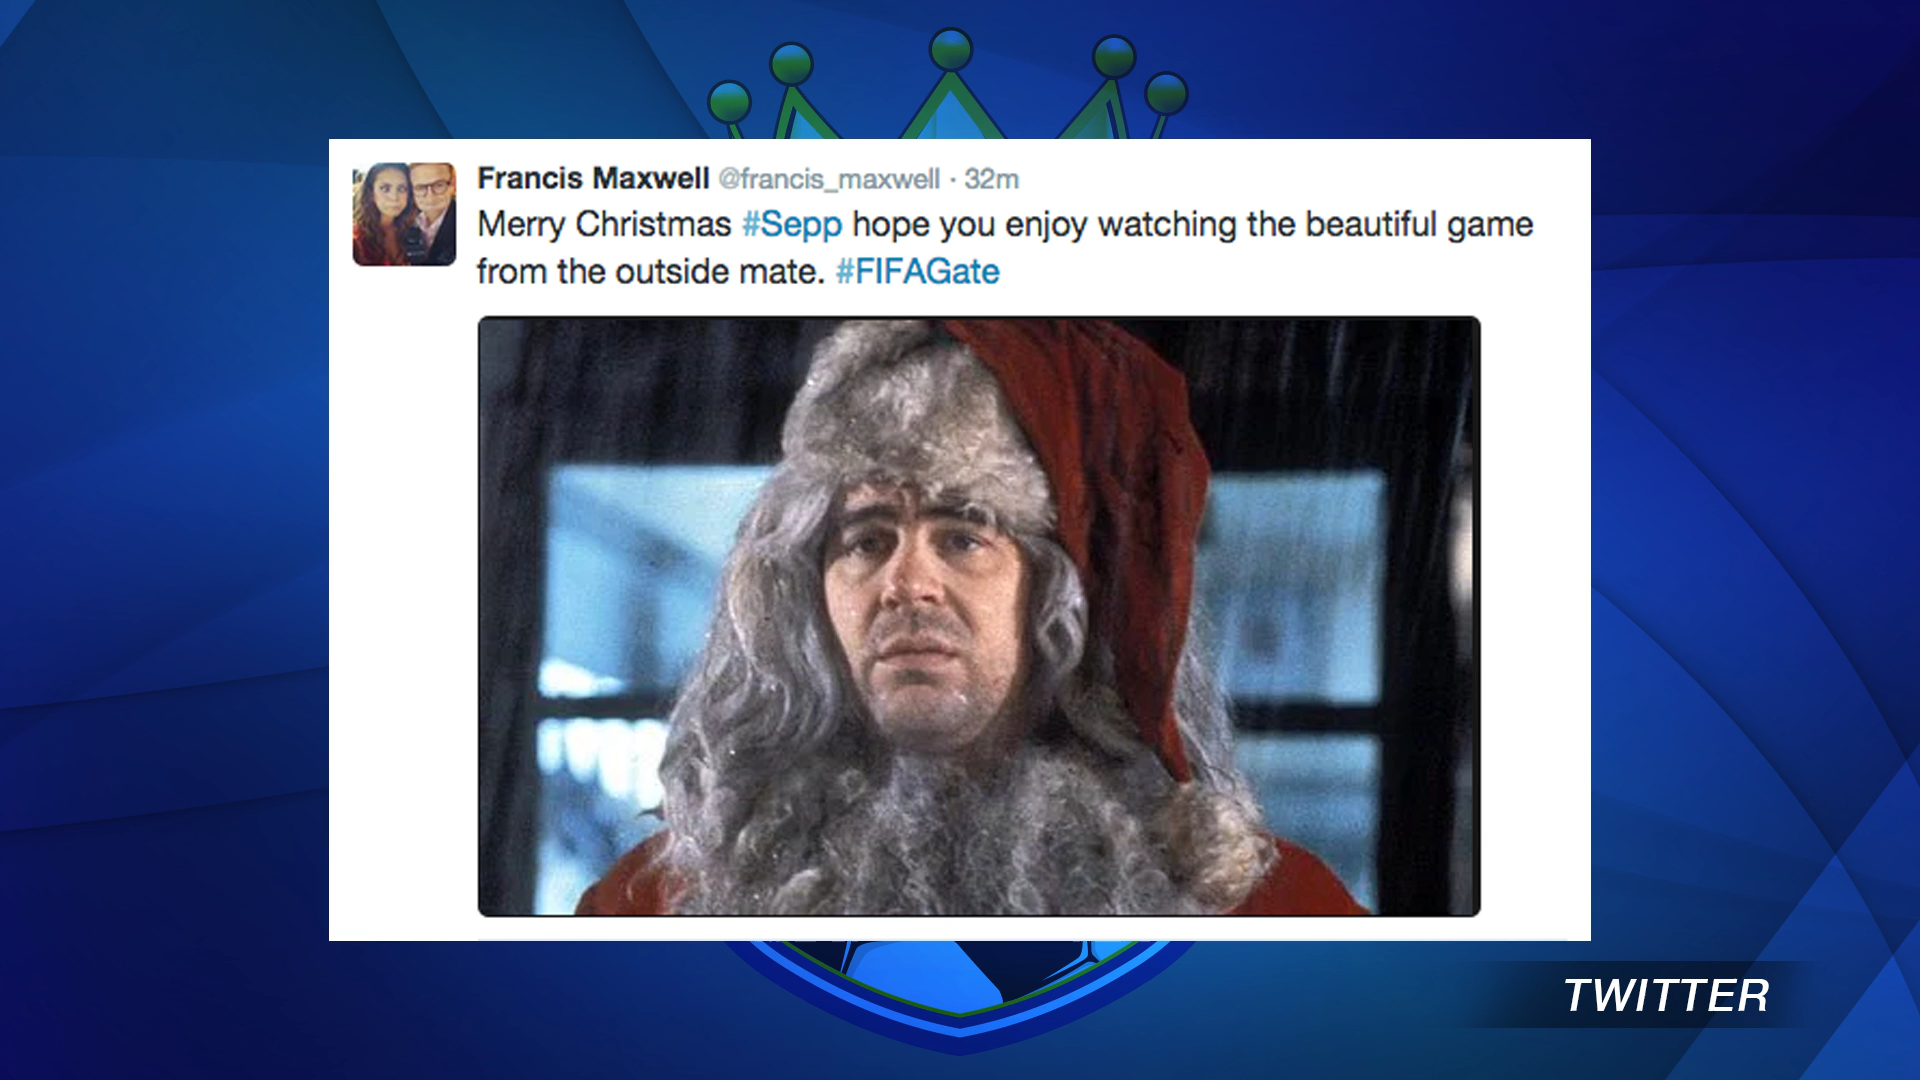 Francis Maxwell @francis_maxwell · 32m
Merry Christmas #Sepp hope you enjoy watching the beautiful game
from the outside mate. #FIFAGate
TWITTER